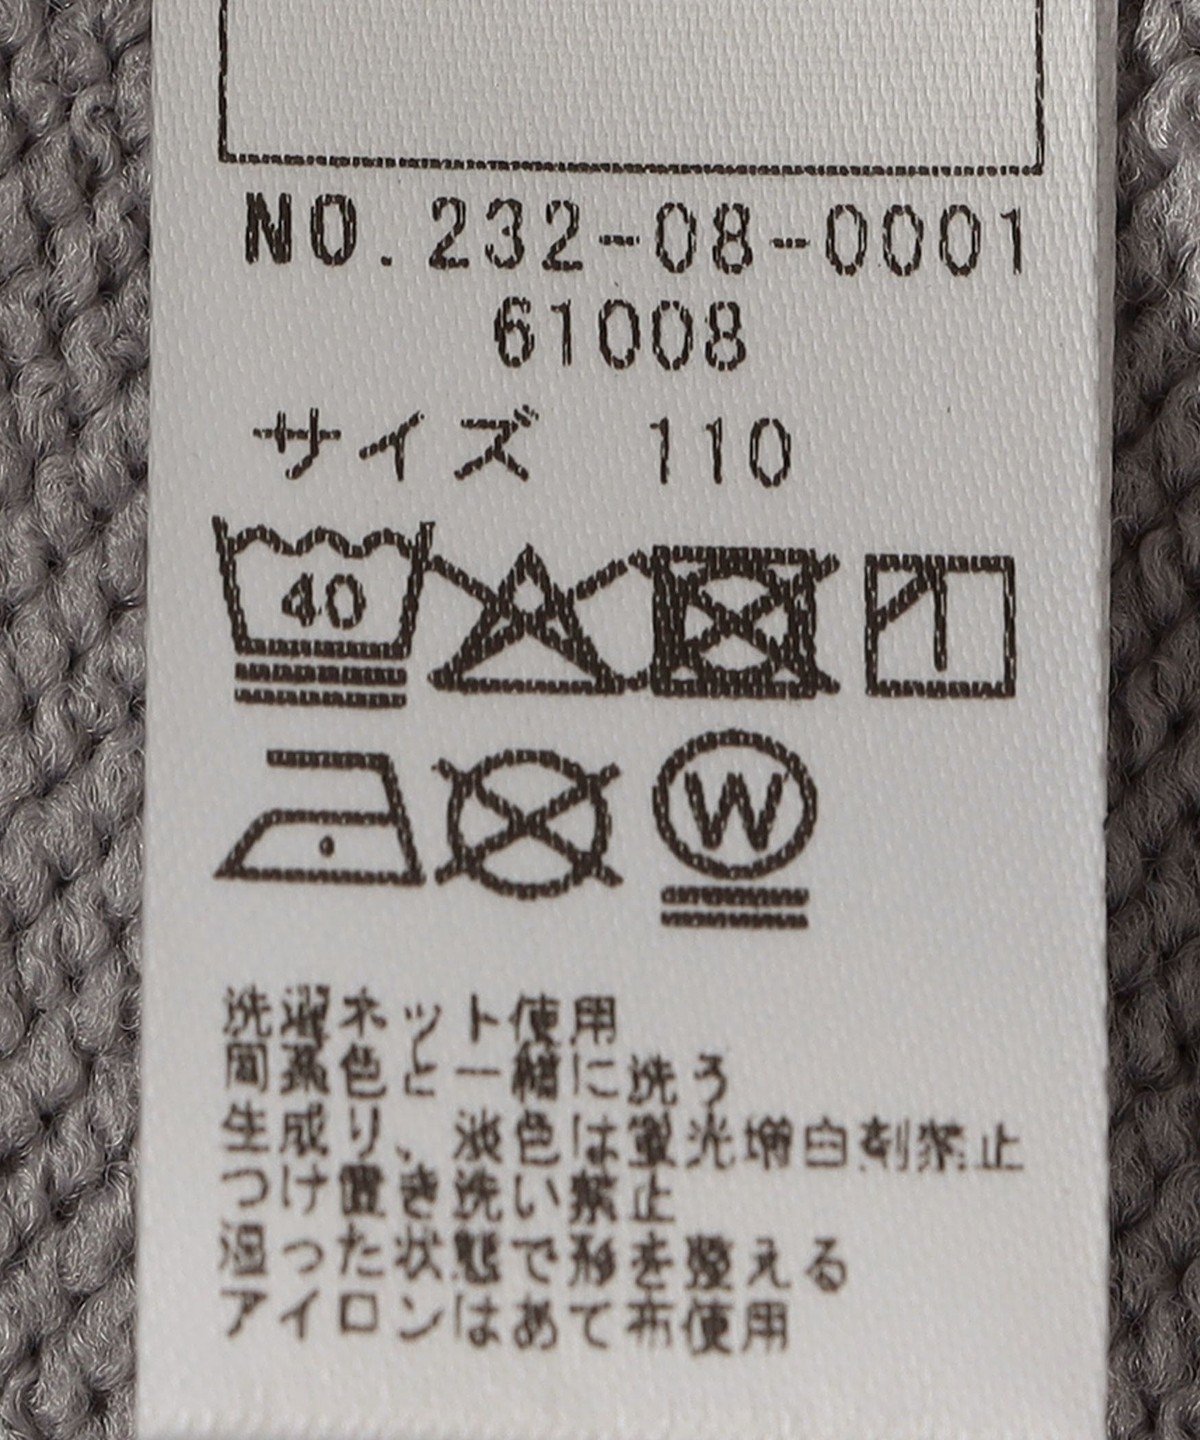 NO.232-08-0001
61008
サイズ 110
40
W
洗濯ネット使用
同系色と一緒に洗う
生成り、淡色は蛍光増白剤禁止
つけ置き洗い禁止
湿った状態で形を整える
アイロンはあて布使用